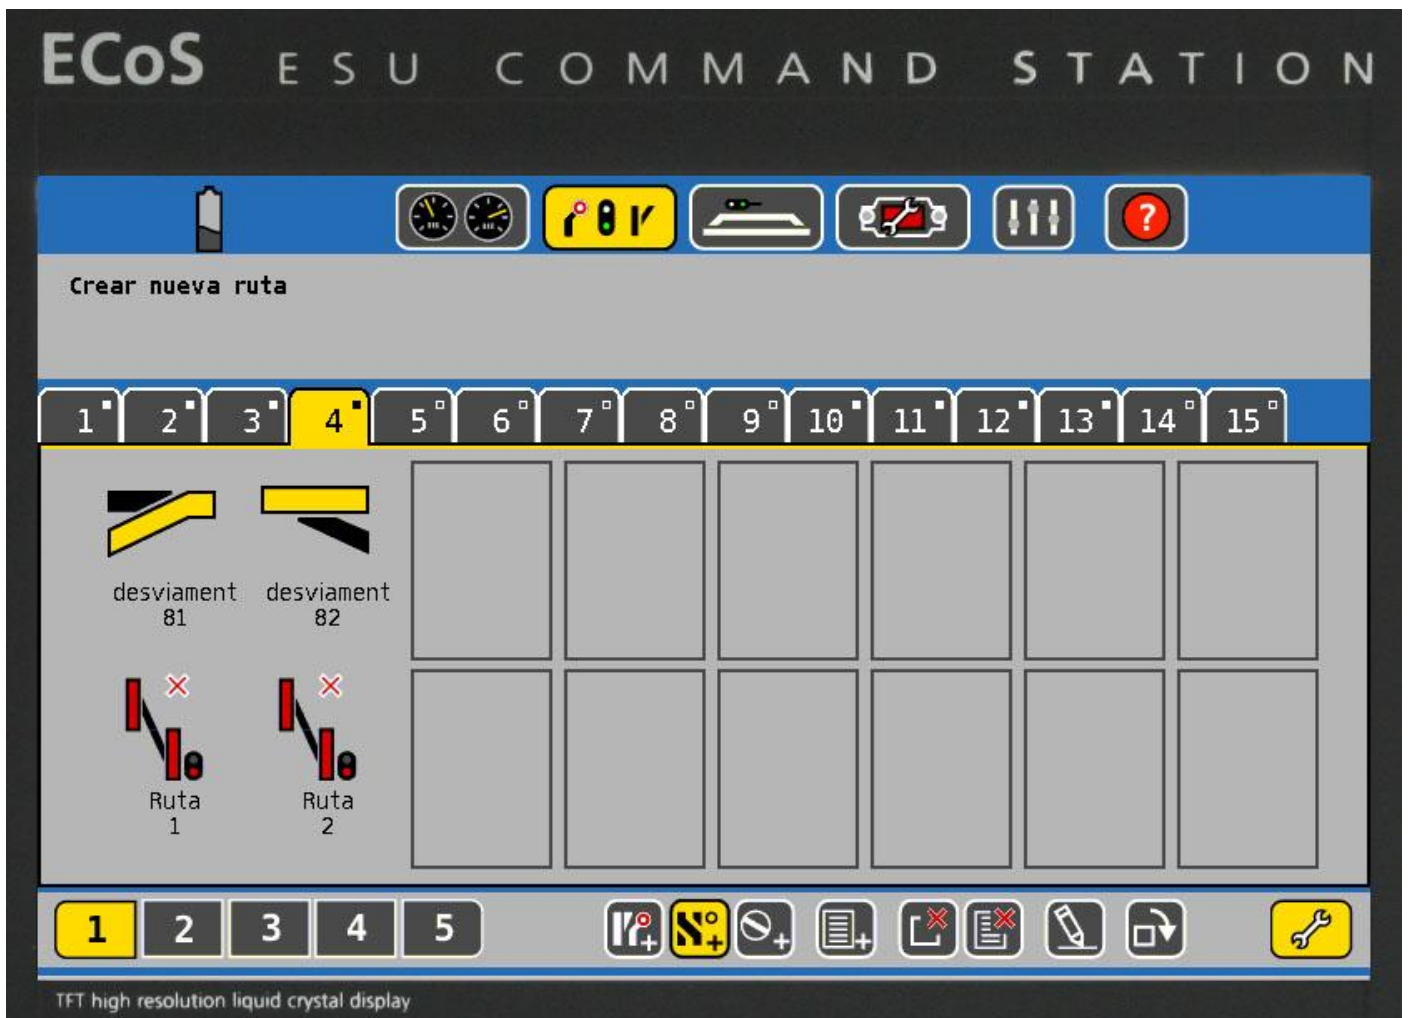 ECoS ESU COMMAND STATION
?
Crear nueva ruta
1 2 3 4 5 6 7 8 9 10 11 12 13 14 15
desviament desviament
81 82
Ruta Ruta
1 2
1 2 3 4 5
TFT high resolution liquid crystal display